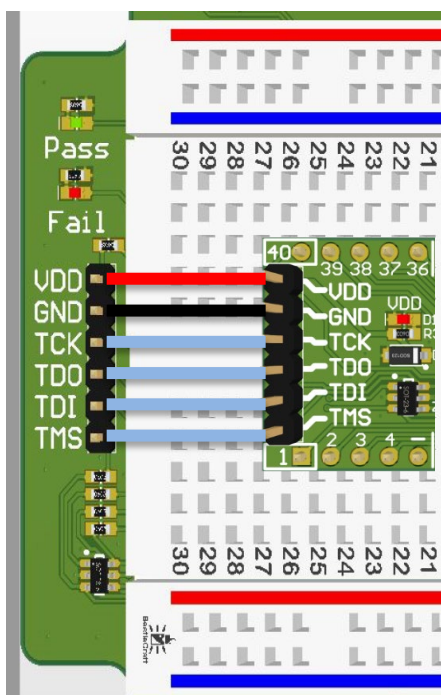 Pass
Fail
VDD
GND
TCK
TDO
TDI
TMS
30 29 28 27 26 25 24 23 22 21
40
39 38 37 36
VDD
GND
TCK
TDO
TDI
TMS
VDD
1 2 3 4
30 29 28 27 26 25 24 23 22 21
BeetleCraft